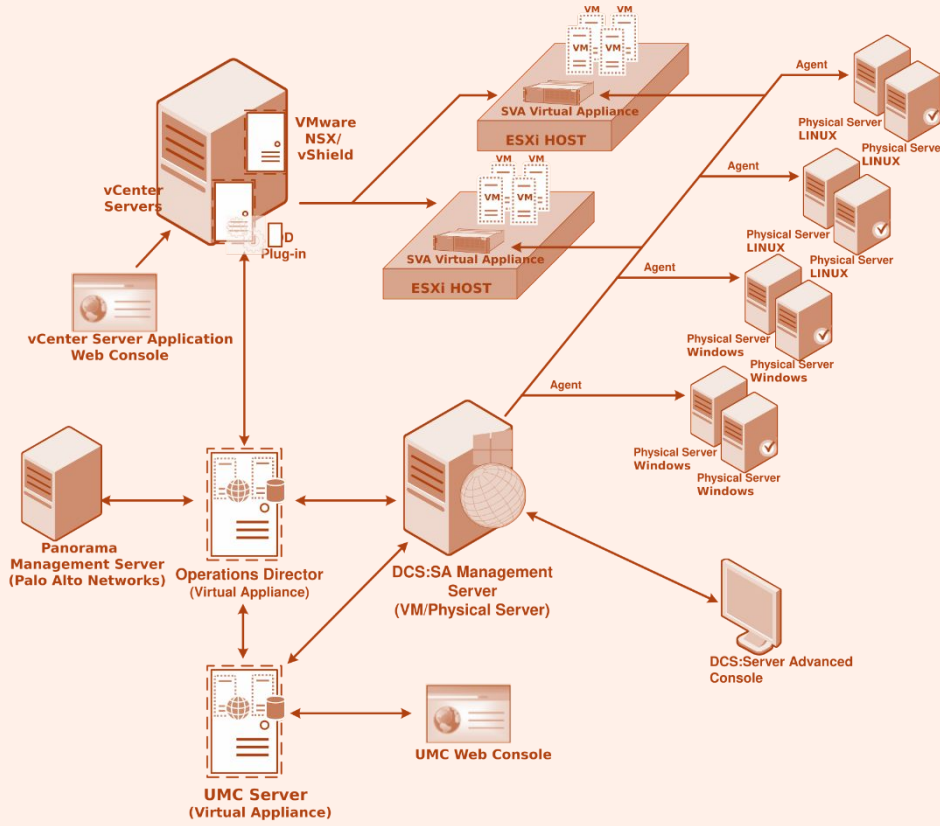 VM
VM
VM
VM
SVA Virtual Appliance
ESXi HOST
VMware
NSX/
vShield
vCenter
Servers
D
Plug-in
vCenter Server Application
Web Console
VM
VM
VM
VM
SVA Virtual Appliance
ESXi HOST
Agent
Physical Server
LINUX
Physical Server
LINUX
Agent
Physical Server
LINUX
Physical Server
LINUX
Agent
Physical Server
Windows
Physical Server
Windows
Agent
Physical Server
Windows
Physical Server
Windows
Panorama
Management Server
(Palo Alto Networks)
Operations Director
(Virtual Appliance)
DCS:SA Management
Server
(VM/Physical Server)
DCS:Server Advanced
Console
UMC Web Console
UMC Server
(Virtual Appliance)